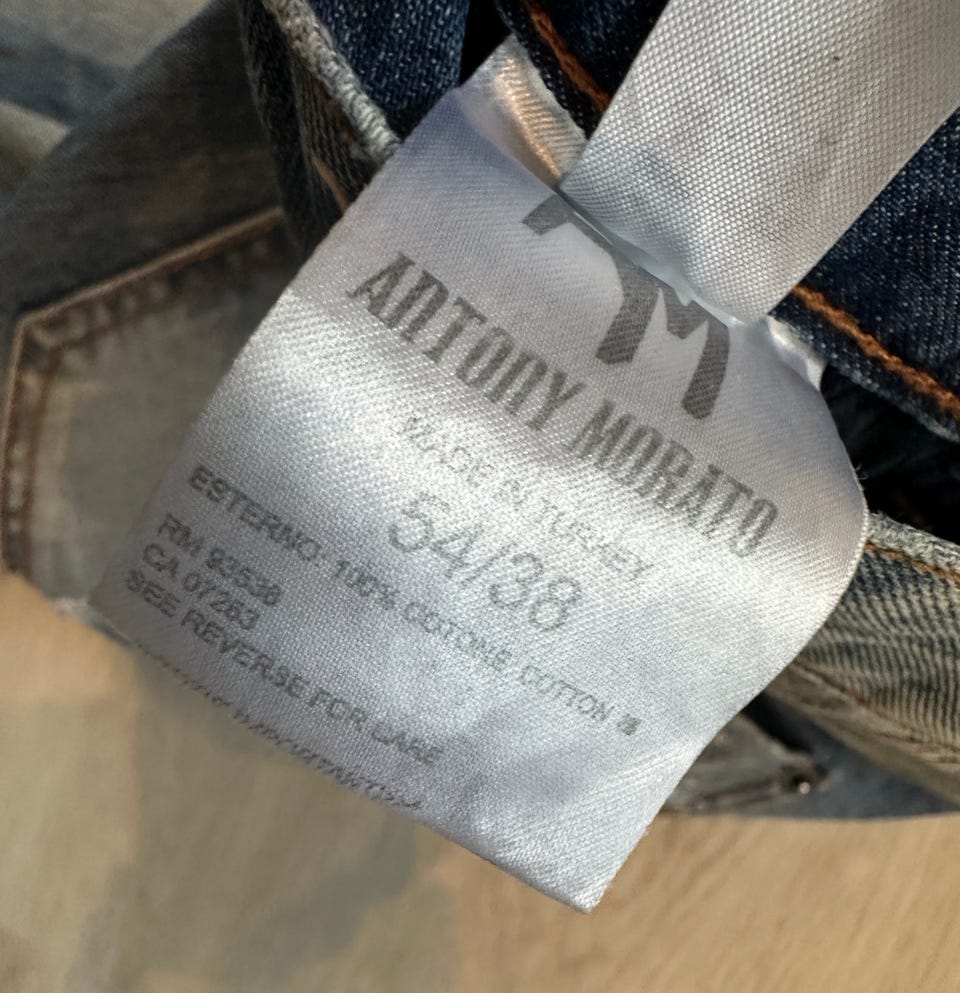 AM
ANTONY MORATO
MADE IN TURKEY
54/38
ESTERNO: 100% COTONE COTTON
RM 93538
CA 07263
SEE REVERSE FOR CARE